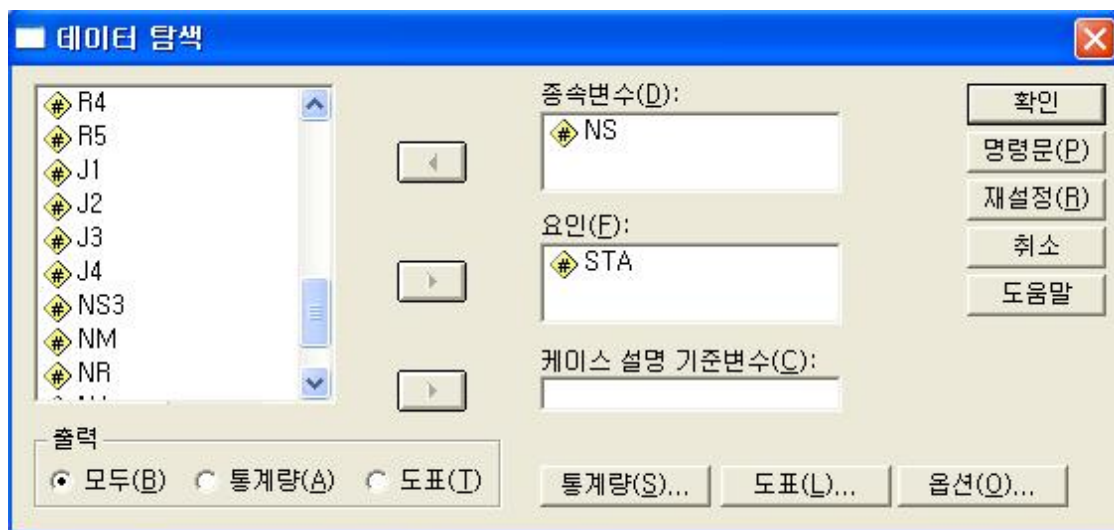 데이터 탐색
R4
R5
J1
J2
J3
J4
NS3
NM
NR
종속변수(D):
NS
요인(F):
STA
케이스 설명 기준변수(C):
확인
명령문(P)
재설정(R)
취소
도움말
출력
모두(B)
통계량(A)
도표(T)
통계량(S)...
도표(L)...
옵션(O)...